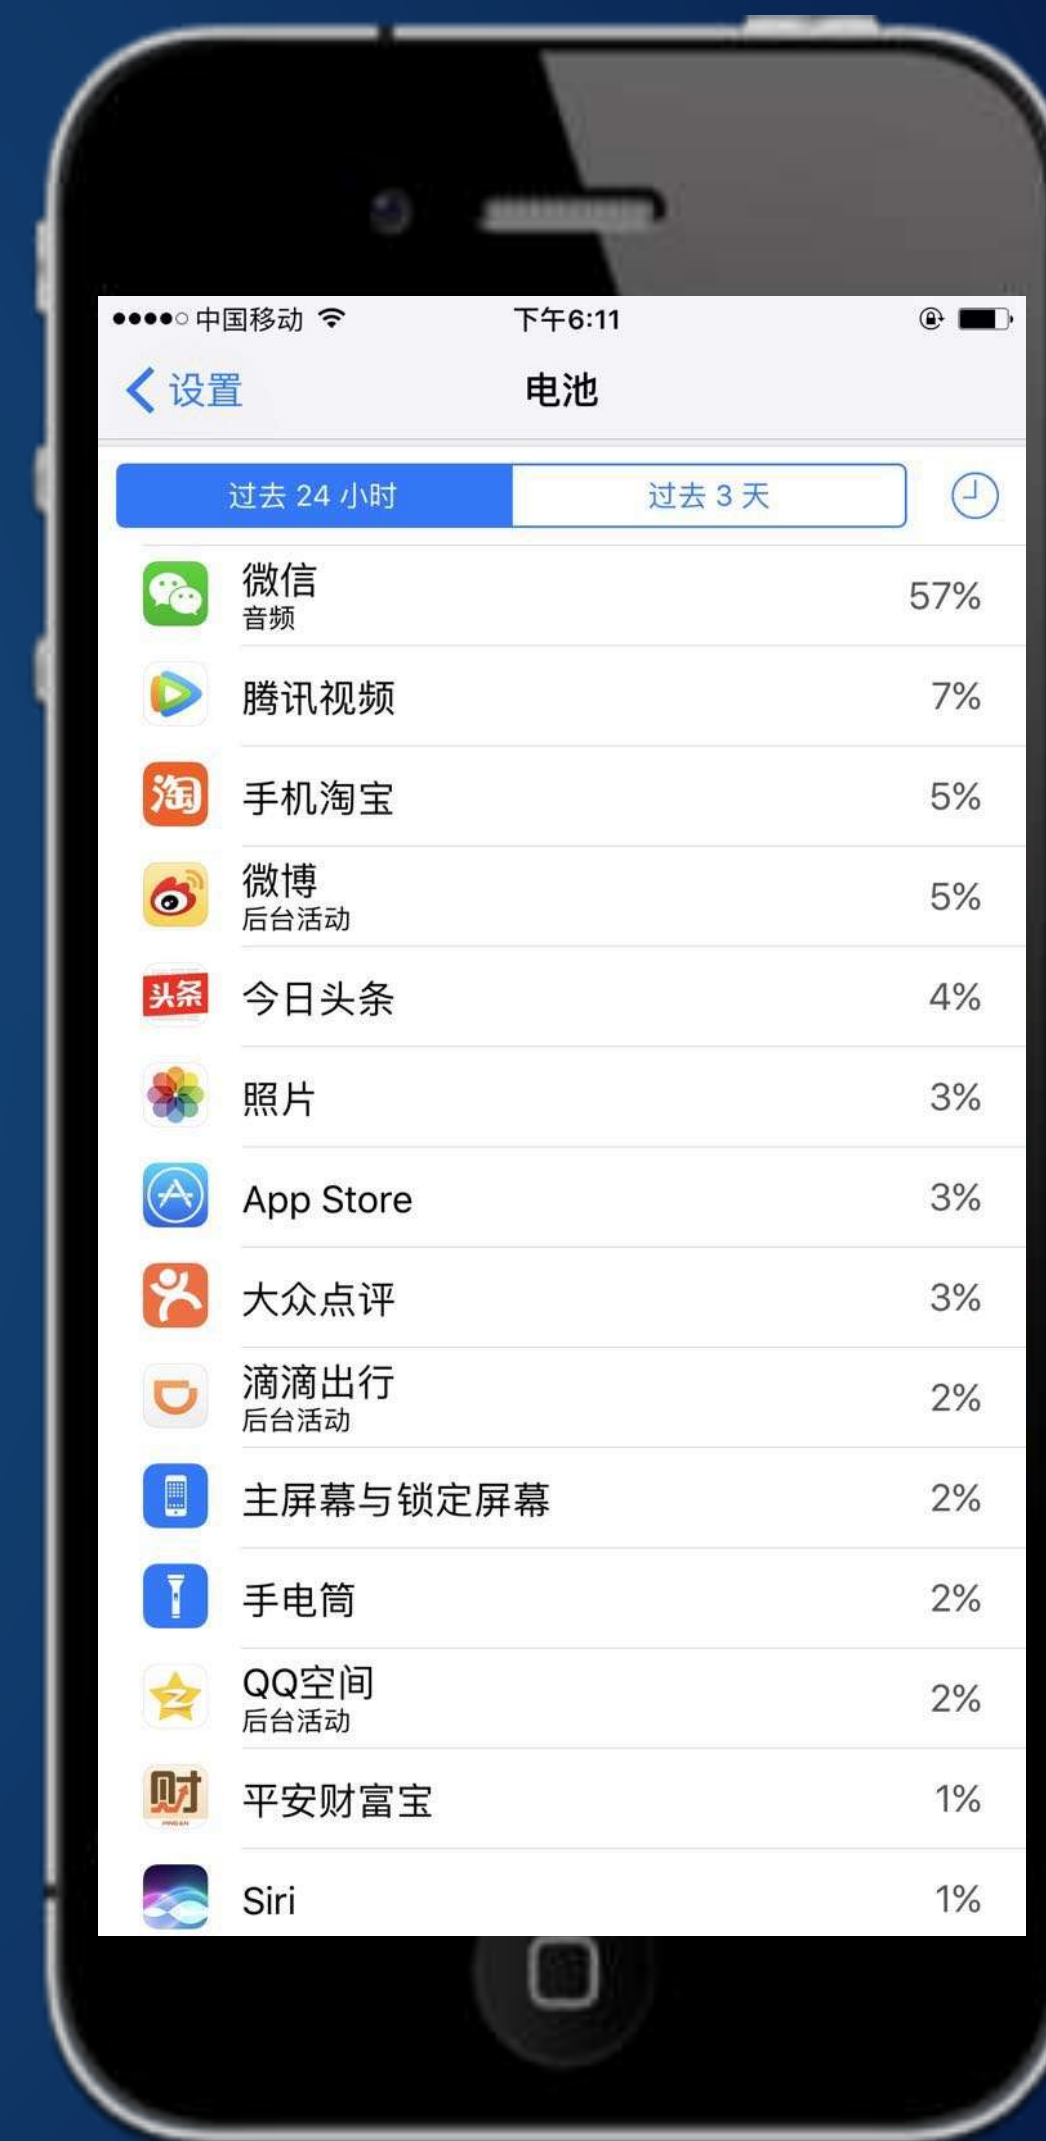 中国移动 下午6:11
设置 电池
过去 24 小时 过去 3 天
微信 57%
音频
腾讯视频 7%
淘 手机淘宝 5%
微博 5%
后台活动
头条 今日头条 4%
照片 3%
App Store 3%
大众点评 3%
滴滴出行 2%
后台活动
主屏幕与锁定屏幕 2%
手电筒 2%
QQ空间 2%
后台活动
财 平安财富宝 1%
PINGAN
Siri 1%